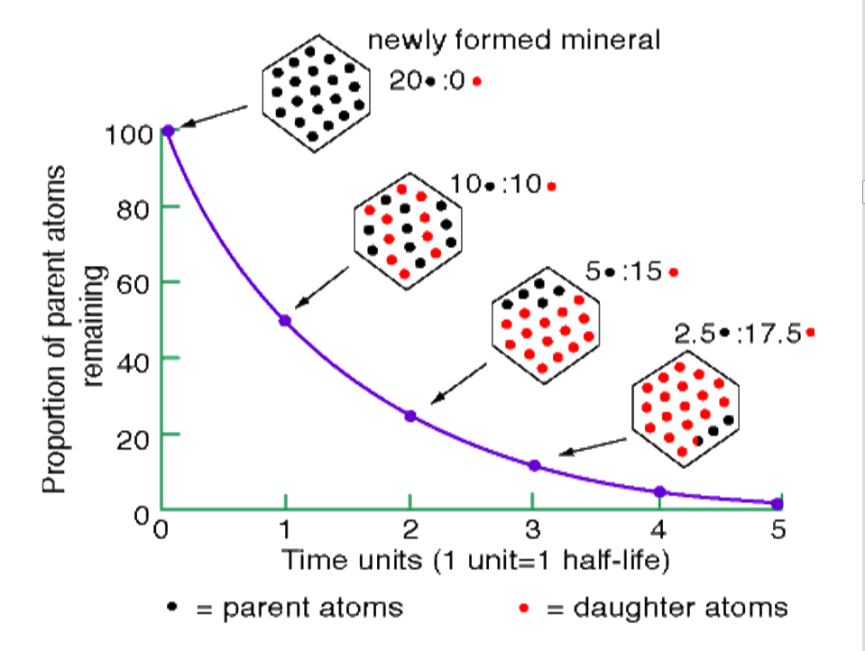 newly formed mineral
20● :0 ●
10● :10 ●
5● :15 ●
2.5● :17.5●
Proportion of parent atoms
remaining
100
80
60
40
20
0
0 1 2 3 4 5
Time units (1 unit=1 half-life)
● = parent atoms ● = daughter atoms